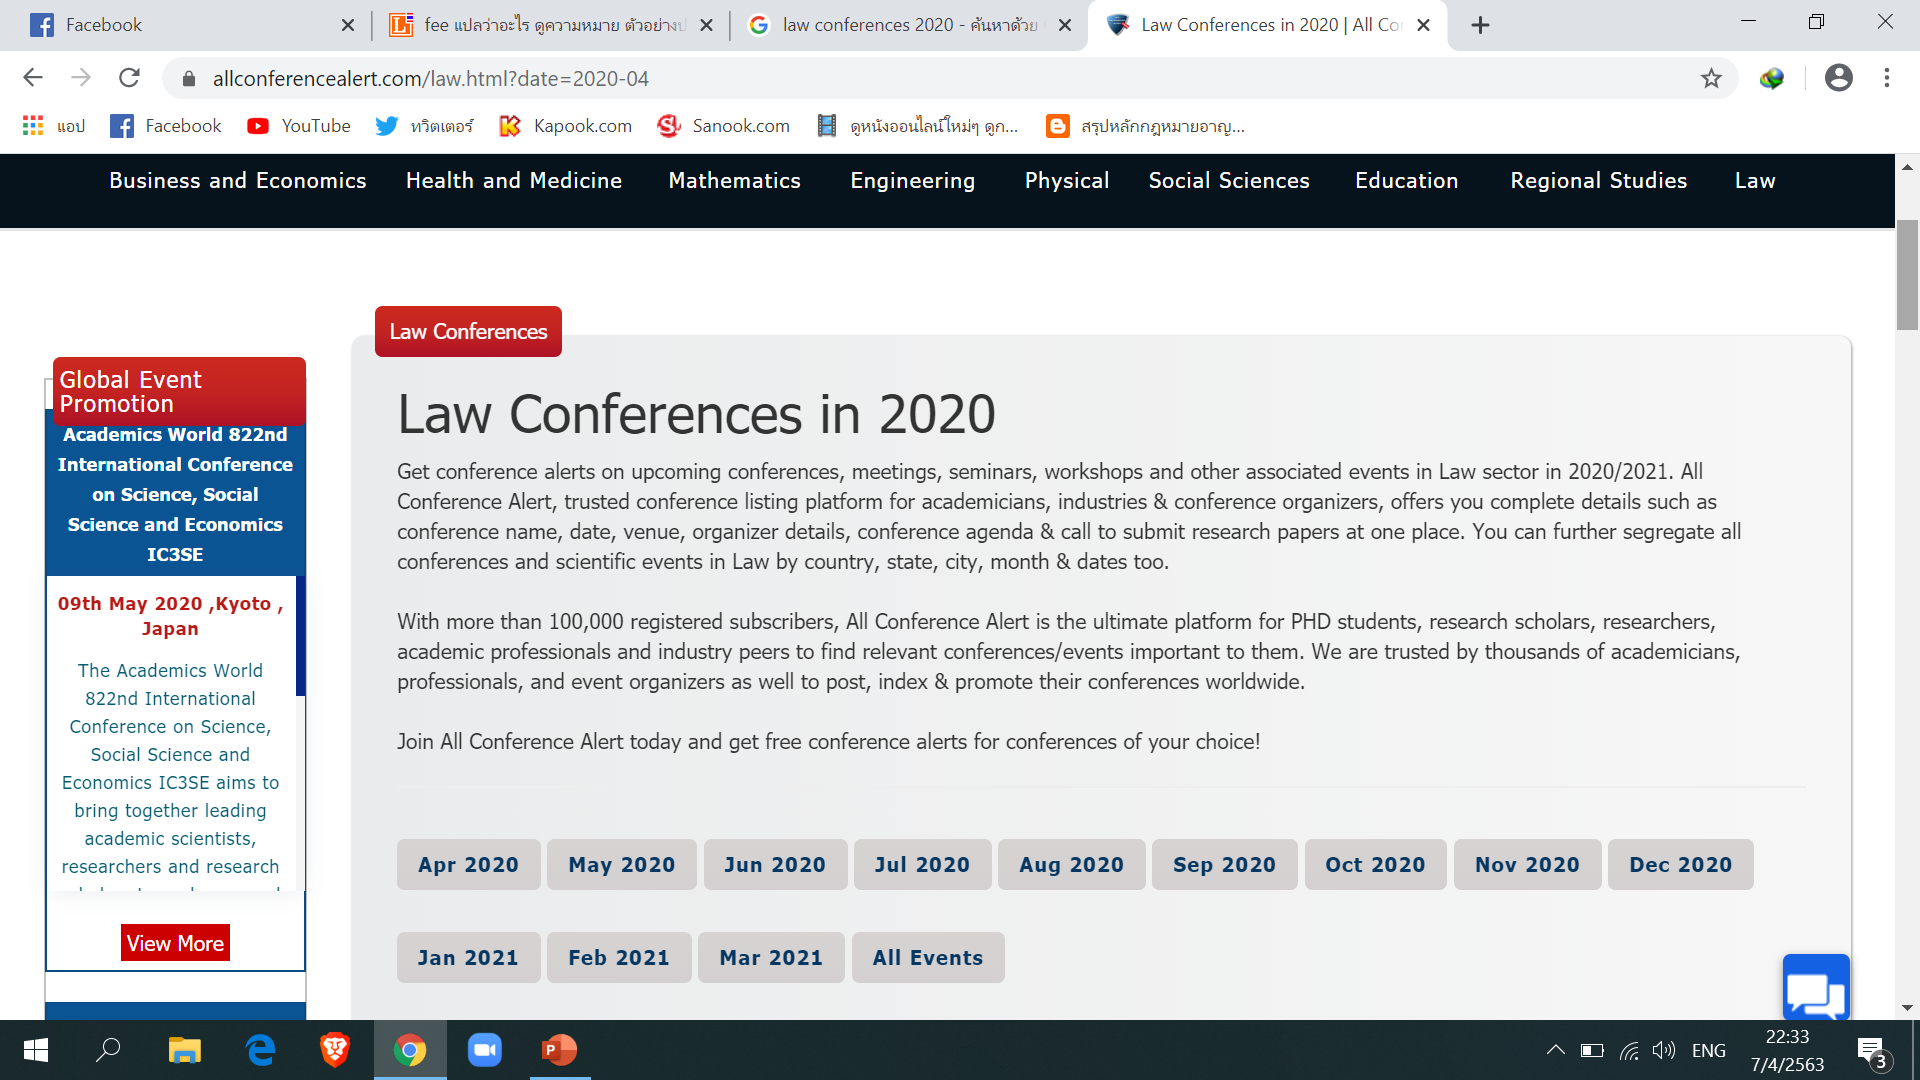 Facebook
fee แปลว่าอะไร ดูความหมาย ตัวอย่างป
law conferences 2020 - ค้นหาด้วย
Law Conferences in 2020 | All Co
allconferencealert.com/law.html?date=2020-04
แอป
Facebook
YouTube
ทวิตเตอร์
Kapook.com
Sanook.com
ดูหนังออนไลน์ใหม่ๆ ดูก...
สรุปหลักกฎหมายอาญ...
Business and Economics
Health and Medicine
Mathematics
Engineering
Physical
Social Sciences
Education
Regional Studies
Law
Global Event
Promotion
Academics World 822nd
International Conference
on Science, Social
Science and Economics
IC3SE
09th May 2020 ,Kyoto ,
Japan
The Academics World
822nd International
Conference on Science,
Social Science and
Economics IC3SE aims to
bring together leading
academic scientists,
researchers and research
View More
Law Conferences
Law Conferences in 2020
Get conference alerts on upcoming conferences, meetings, seminars, workshops and other associated events in Law sector in 2020/2021. All
Conference Alert, trusted conference listing platform for academicians, industries & conference organizers, offers you complete details such as
conference name, date, venue, organizer details, conference agenda & call to submit research papers at one place. You can further segregate all
conferences and scientific events in Law by country, state, city, month & dates too.
With more than 100,000 registered subscribers, All Conference Alert is the ultimate platform for PHD students, research scholars, researchers,
academic professionals and industry peers to find relevant conferences/events important to them. We are trusted by thousands of academicians,
professionals, and event organizers as well to post, index & promote their conferences worldwide.
Join All Conference Alert today and get free conference alerts for conferences of your choice!
Apr 2020
May 2020
Jun 2020
Jul 2020
Aug 2020
Sep 2020
Oct 2020
Nov 2020
Dec 2020
Jan 2021
Feb 2021
Mar 2021
All Events
ENG
22:33
7/4/2563
3